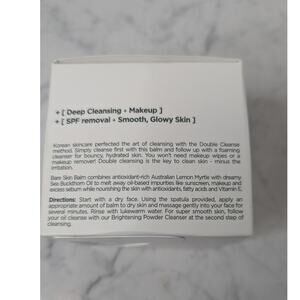 + [ Deep Cleansing + Makeup ]
+ [ SPF removal + Smooth, Glowy Skin ]
Korean skincare perfected the art of cleansing with the Double Cleanse
method. Simply cleanse first with this balm and follow up with a foaming
cleanser for bouncy, hydrated skin. You won't need makeup wipes or a
makeup remover! Double cleansing is the key to clean skin - minus the
irritation.
Bare Skin Balm combines antioxidant-rich Australian Lemon Myrtle with dreamy
Sea Buckthorn Oil to melt away oil-based impurities like sunscreen, makeup and
excess sebum while nourishing the skin with antioxidants, fatty acids and Vitamin E.
Directions: Start with a dry face. Using the spatula provided, apply an
appropriate amount of balm to dry skin and massage gently into your face for
several minutes. Rinse with lukewarm water. For super smooth skin, follow
your oil cleanse with our Brightening Powder Cleanser at the second step of
cleansing.